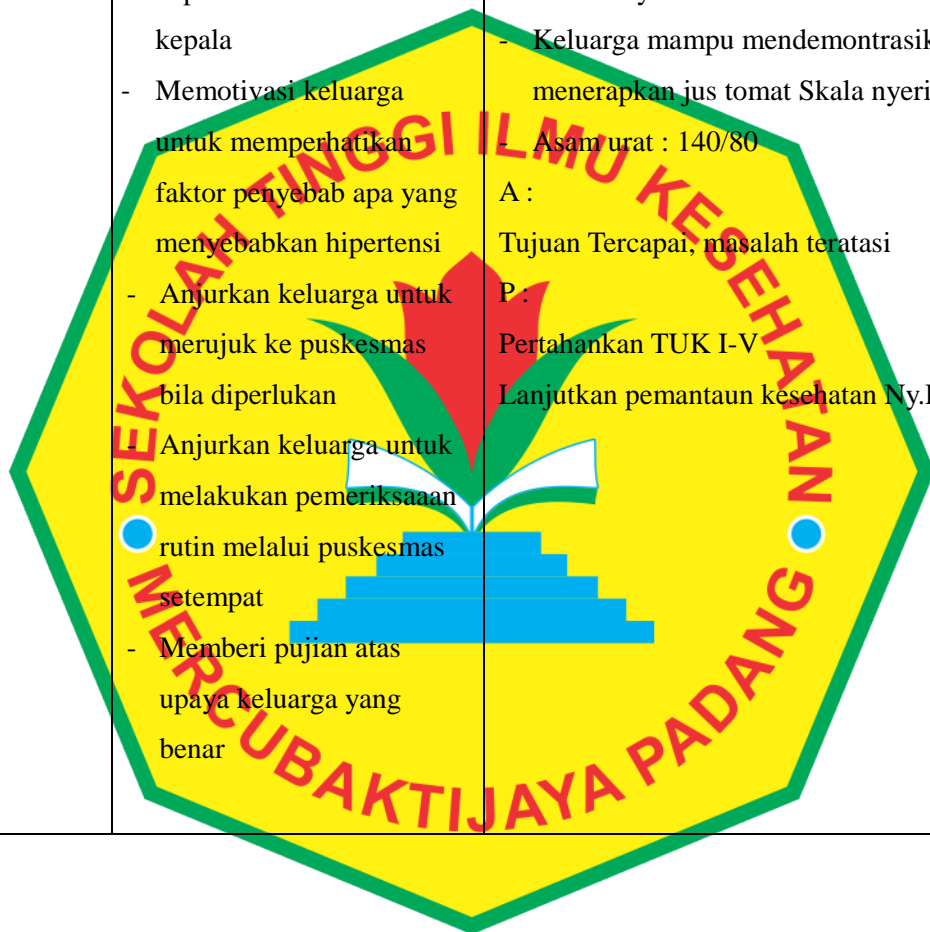 kepala
- Memotivasi keluarga
untuk memperhatikan
faktor penyebab apa yang
menyebabkan hipertensi
- Anjurkan keluarga untuk
merujuk ke puskesmas
bila diperlukan
- Anjurkan keluarga untuk
melakukan pemeriksaaan
rutin melalui puskesmas
setempat
- Memberi pujian atas
upaya keluarga yang
benar
- Keluarga mampu
menerapkan jus tomat Skala nyeri
- Asam urat : 140/80
A :
Tujuan Tercapai, masalah teratasi
P :
Pertahankan TUK I-V
Lanjutkan pemantaun kesehatan
SEKOLAH TINGGI ILMU KESEHATAN
MERCUBAKTIJAYA PADANG